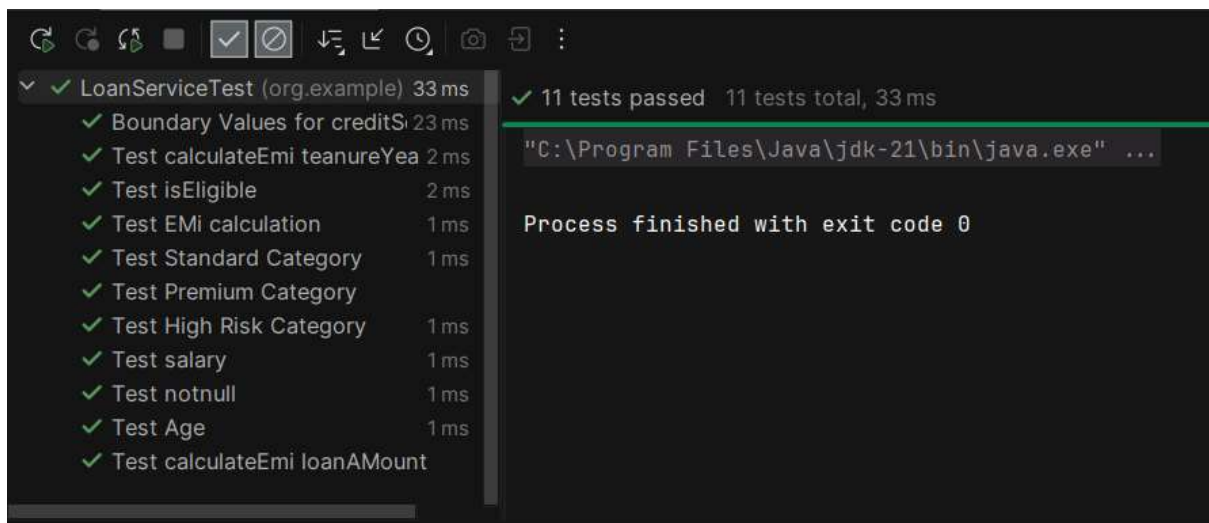 LoanServiceTest (org.example) 33 ms
Boundary Values for creditS 23 ms
Test calculateEmi teanureYea 2 ms
Test isEligible 2 ms
Test EMi calculation 1 ms
Test Standard Category 1 ms
Test Premium Category
Test High Risk Category 1 ms
Test salary 1 ms
Test notnull 1 ms
Test Age 1 ms
Test calculateEmi loanAMount
11 tests passed 11 tests total, 33 ms
"C:\Program Files\Java\jdk-21\bin\java.exe" ...
Process finished with exit code 0